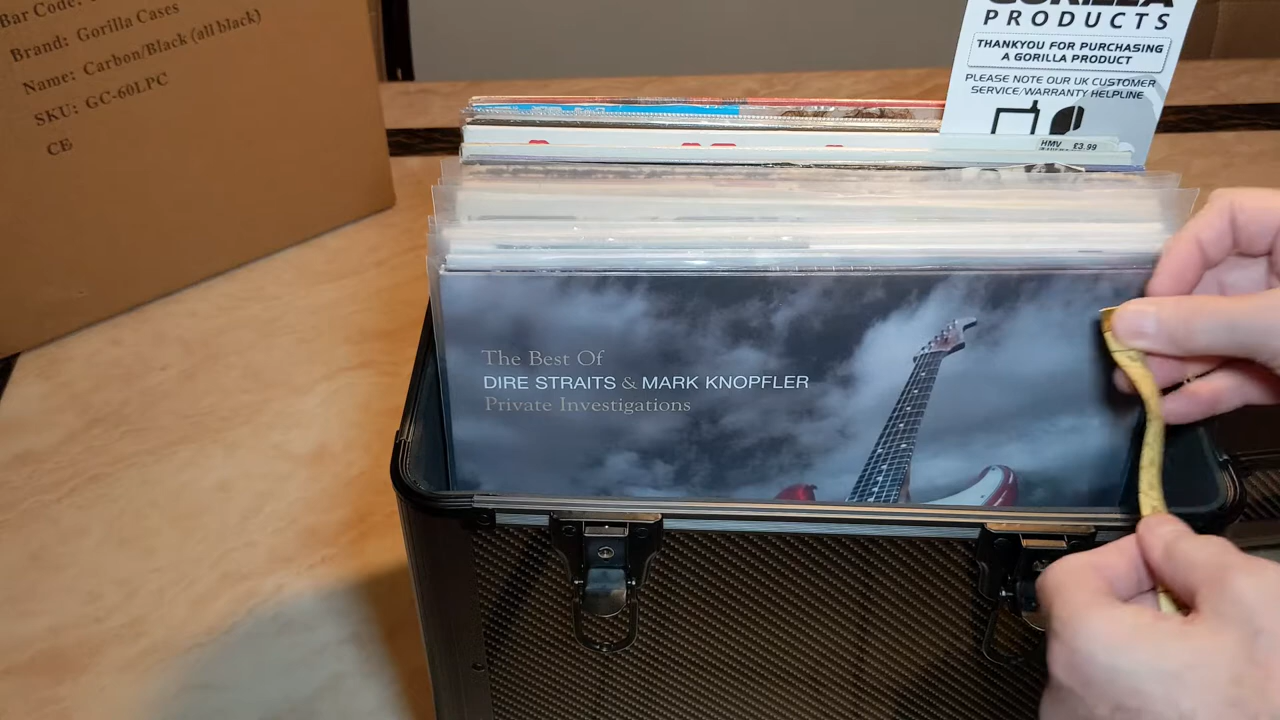 Bar Code:
Brand: Gorilla Cases
Name: Carbon/Black (all black)
SKU: GC-60LPC
CE
GORILLA
PRODUCTS
THANKYOU FOR PURCHASING
A GORILLA PRODUCT
PLEASE NOTE OUR UK CUSTOMER
SERVICE/WARRANTY HELPLINE
HMV £3.99
The Best Of
DIRE STRAITS & MARK KNOPFLER
Private Investigations